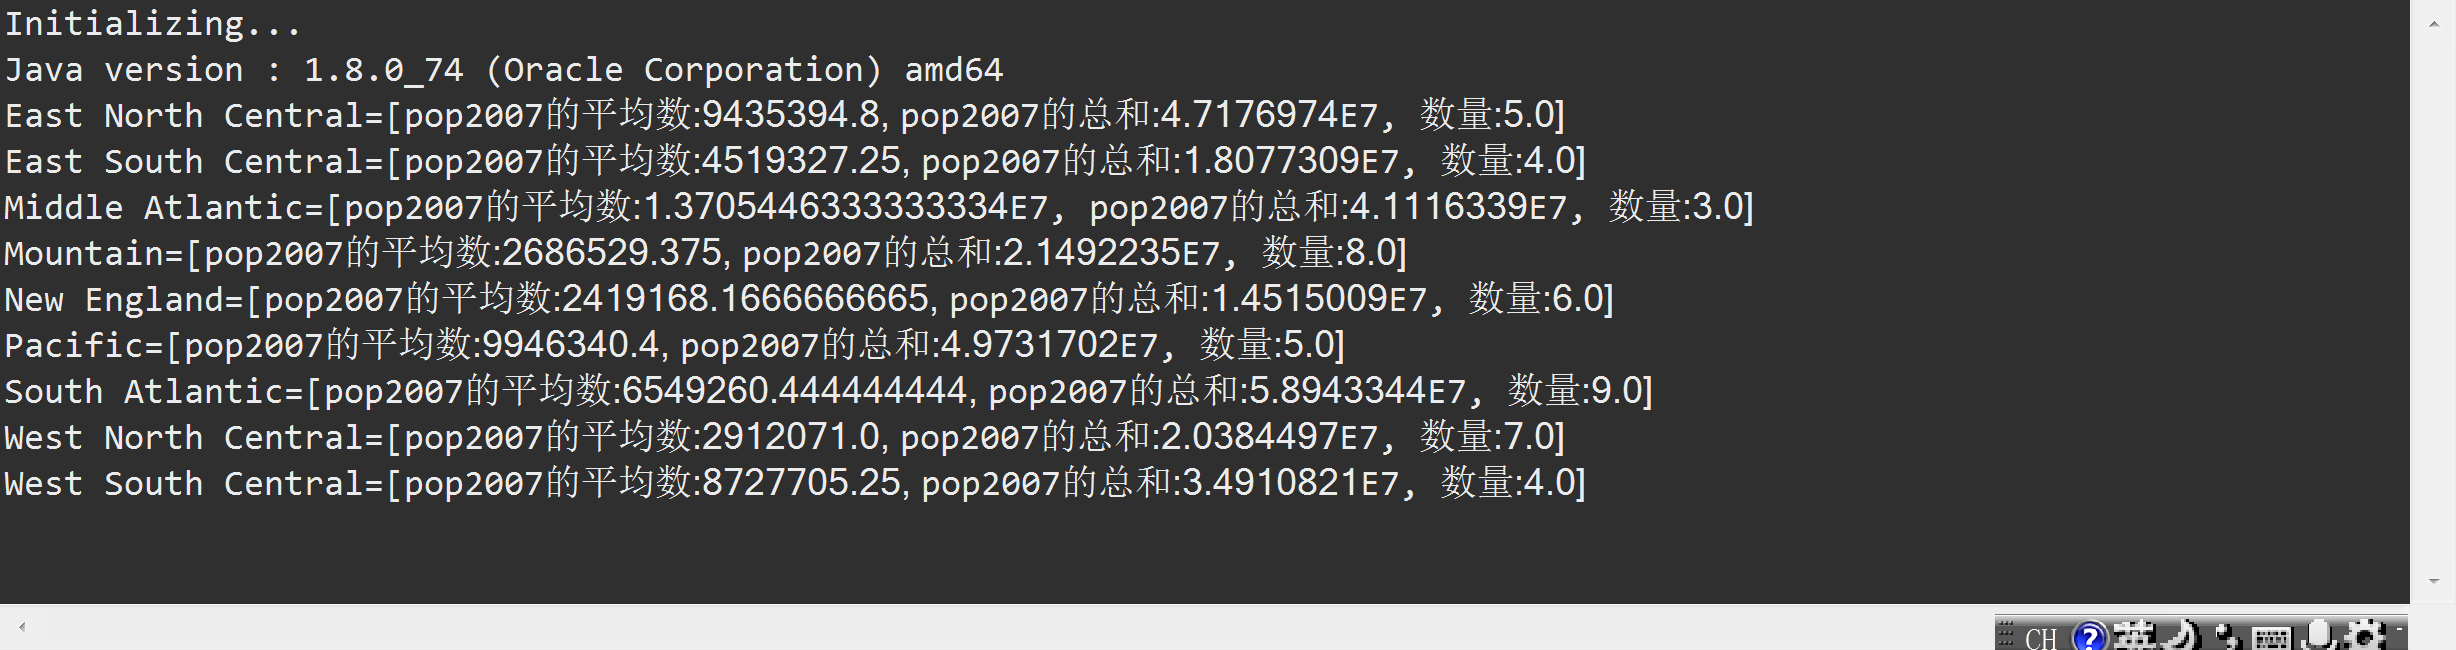 Initializing...
Java version : 1.8.0_74 (Oracle Corporation) amd64
East North Central=[pop2007的平均数:9435394.8, pop2007的总和:4.7176974E7, 数量:5.0]
East South Central=[pop2007的平均数:4519327.25, pop2007的总和:1.8077309E7, 数量:4.0]
Middle Atlantic=[pop2007的平均数:1.3705446333333334E7, pop2007的总和:4.1116339E7, 数量:3.0]
Mountain=[pop2007的平均数:2686529.375, pop2007的总和:2.1492235E7, 数量:8.0]
New England=[pop2007的平均数:2419168.1666666665, pop2007的总和:1.4515009E7, 数量:6.0]
Pacific=[pop2007的平均数:9946340.4, pop2007的总和:4.9731702E7, 数量:5.0]
South Atlantic=[pop2007的平均数:6549260.444444444, pop2007的总和:5.8943344E7, 数量:9.0]
West North Central=[pop2007的平均数:2912071.0, pop2007的总和:2.0384497E7, 数量:7.0]
West South Central=[pop2007的平均数:8727705.25, pop2007的总和:3.4910821E7, 数量:4.0]
CH ? 英